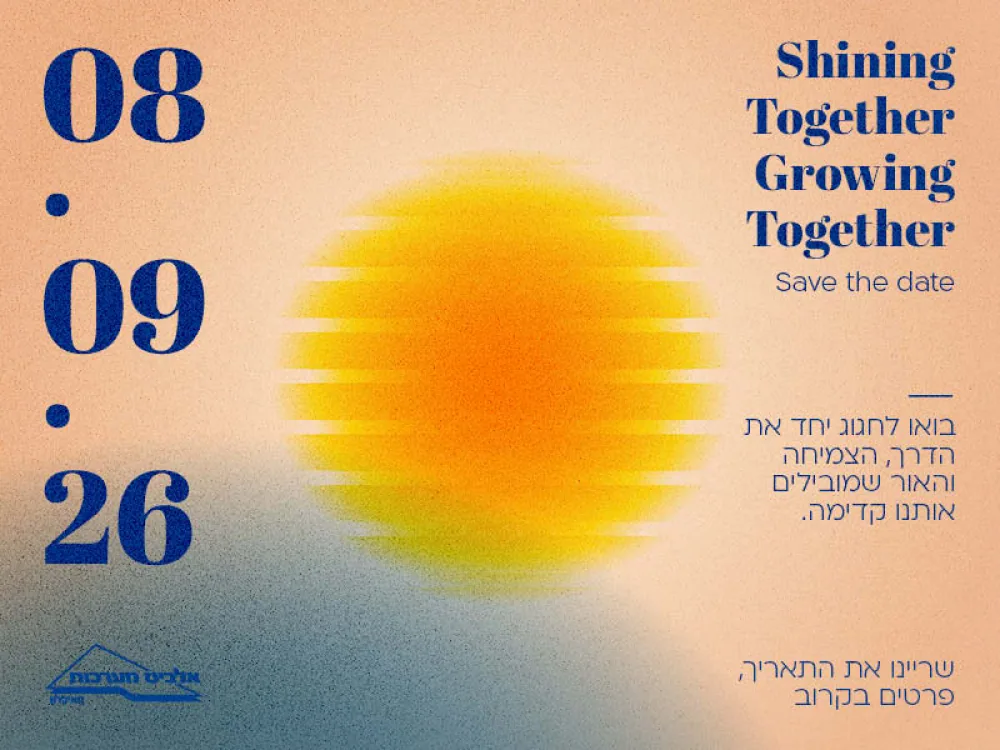 08
.
09
.
26
Shining
Together
Growing
Together
Save the date
בואו לחגוג יחד את
הדרך, הצמיחה
והאור שמובילים
אותנו קדימה.
שריינו את התאריך,
פרטים בקרוב